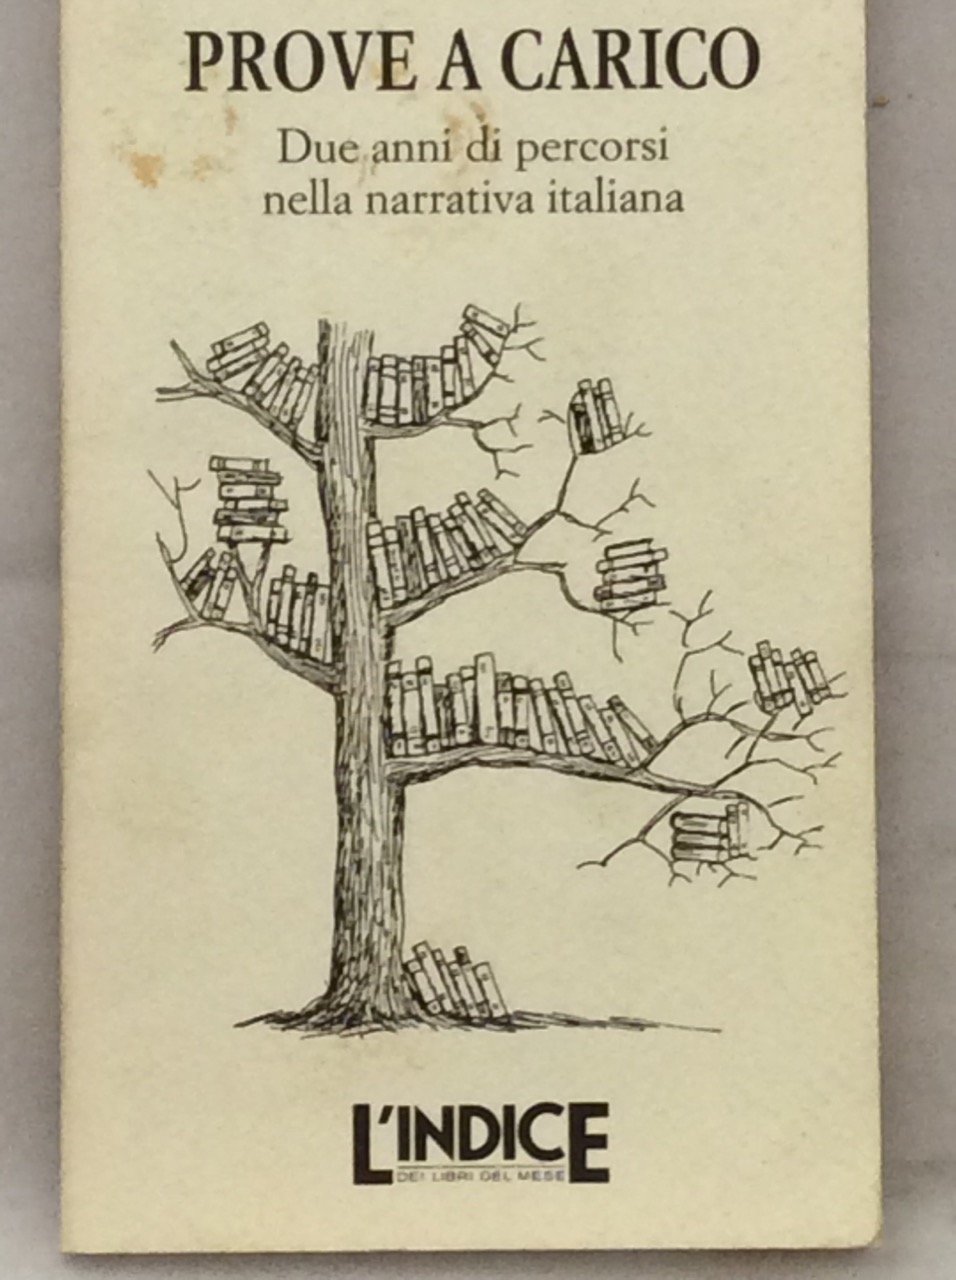 PROVE A CARICO
Due anni di percorsi
nella narrativa italiana
L'INDICE
DEI LIBRI DEL MESE